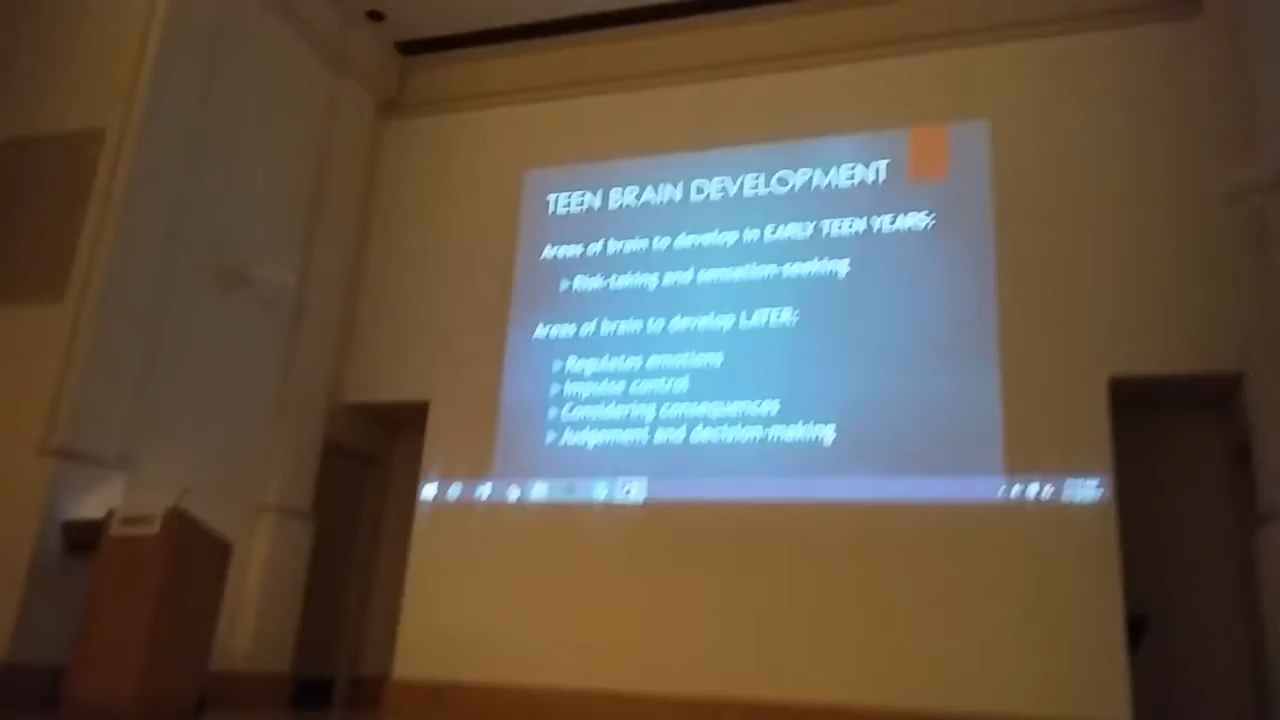 TEEN BRAIN DEVELOPMENT
Areas of brain to develop in EARLY TEEN YEARS:
Risk-taking and sensation-seeking
Areas of brain to develop LATER:
Regulates emotions
Impulse control
Considering consequences
Judgement and decision-making